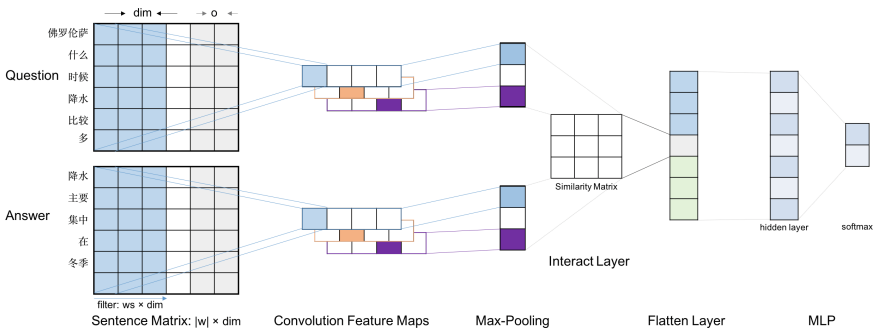 dim
o
佛罗伦萨
什么
时候
降水
比较
多
Question
降水
主要
集中
在
冬季
Answer
filter: ws × dim
Similarity Matrix
Interact Layer
hidden layer
softmax
Sentence Matrix: |w| × dim
Convolution Feature Maps
Max-Pooling
Flatten Layer
MLP